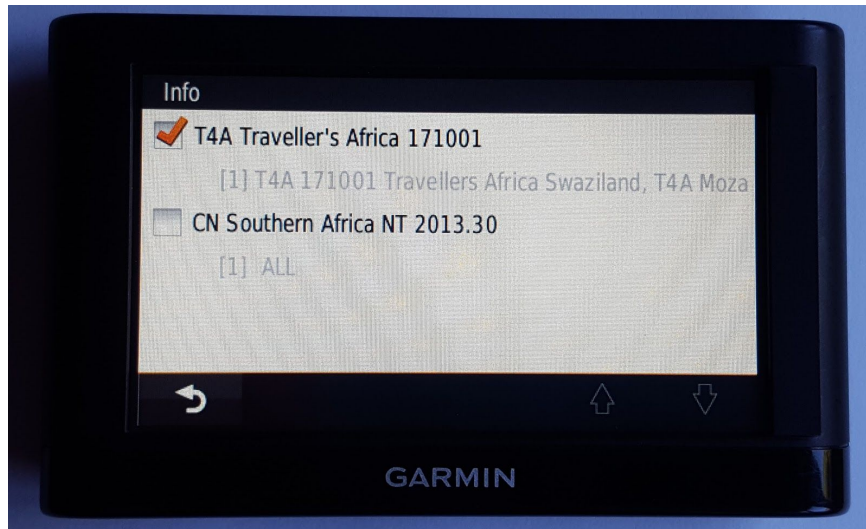 Info
T4A Traveller's Africa 171001
[1] T4A 171001 Travellers Africa Swaziland, T4A Moza
CN Southern Africa NT 2013.30
[1] ALL
GARMIN